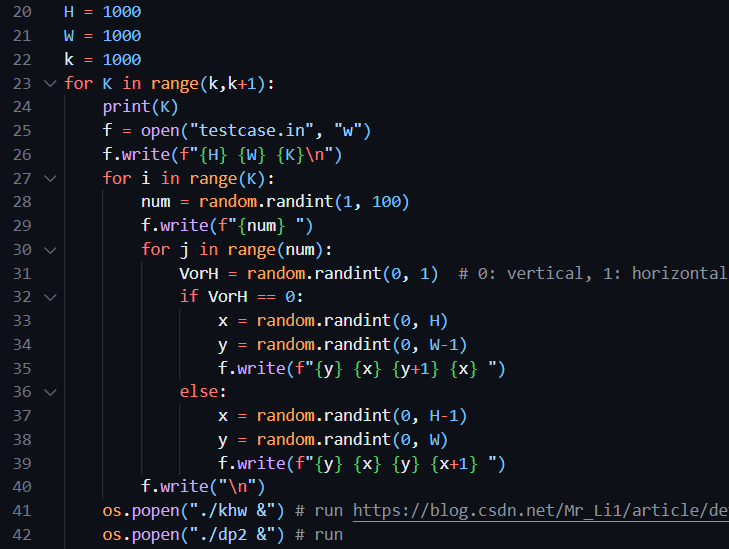 20 H = 1000
21 W = 1000
22 k = 1000
23 for K in range(k,k+1):
24     print(K)
25     f = open("testcase.in", "w")
26     f.write(f"{H} {W} {K}\n")
27     for i in range(K):
28         num = random.randint(1, 100)
29         f.write(f"{num} ")
30         for j in range(num):
31             VorH = random.randint(0, 1)  # 0: vertical, 1: horizontal
32             if VorH == 0:
33                 x = random.randint(0, H)
34                 y = random.randint(0, W-1)
35                 f.write(f"{y} {x} {y+1} {x} ")
36             else:
37                 x = random.randint(0, H-1)
38                 y = random.randint(0, W)
39                 f.write(f"{y} {x} {y} {x+1} ")
40         f.write("\n")
41     os.popen("./khw &") # run https://blog.csdn.net/Mr_Li1/article/de
42     os.popen("./dp2 &") # run